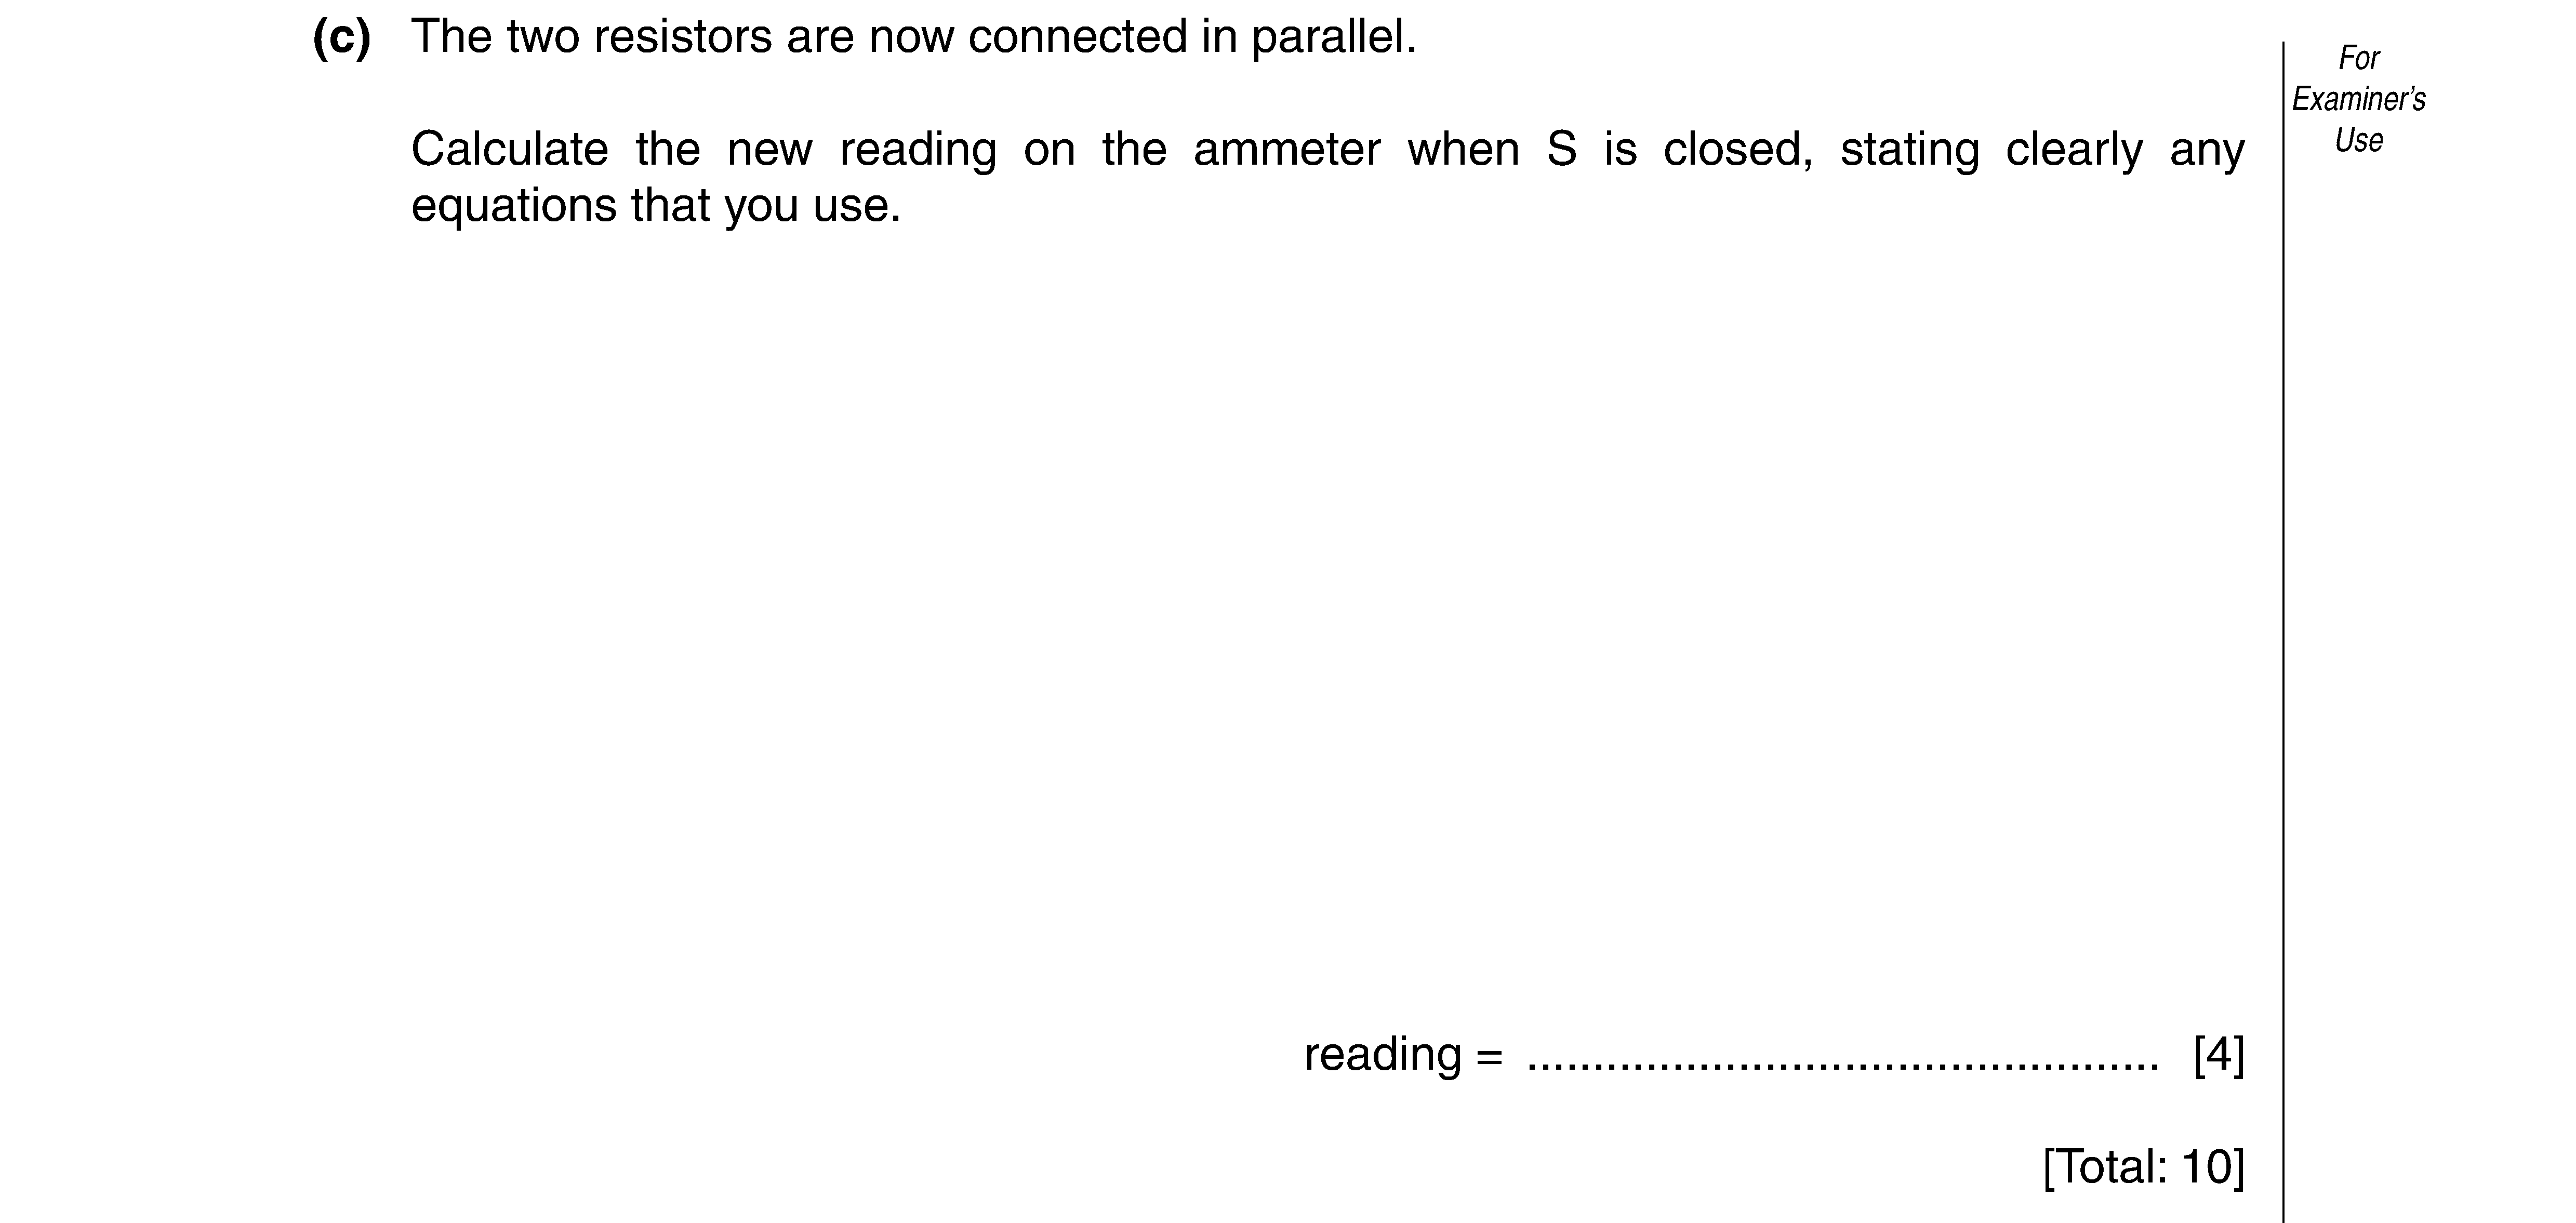 (c) The two resistors are now connected in parallel.
For
Examiner's
Use
Calculate the new reading on the ammeter when S is closed, stating clearly any
equations that you use.
reading = ................................................ [4]
[Total: 10]